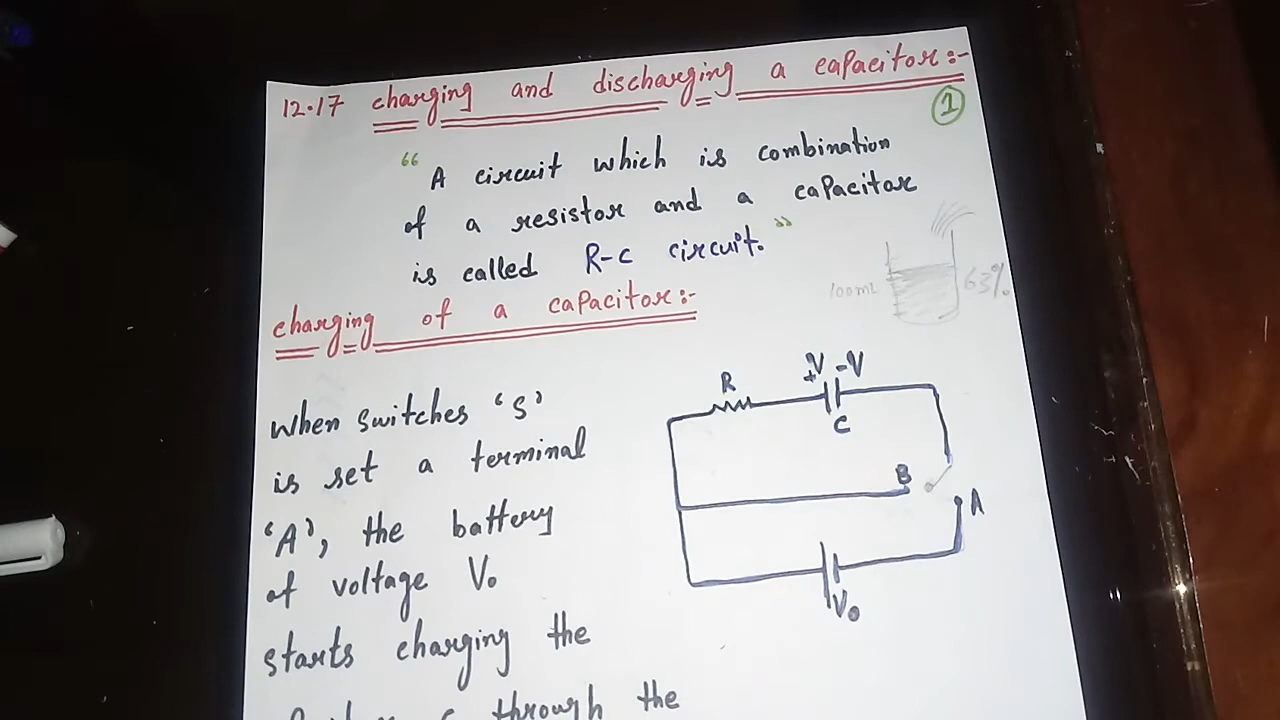 12.17 charging and discharging a capacitor:-
1
“ A circuit which is combination
of a resistor and a capacitor
is called R-C circuit. ”
100mL
63%
charging of a capacitor:-
When switches ‘S’
is set a terminal
‘A’, the battery
of voltage V₀
starts charging the
through the
R
+V -V
C
B
A
V₀